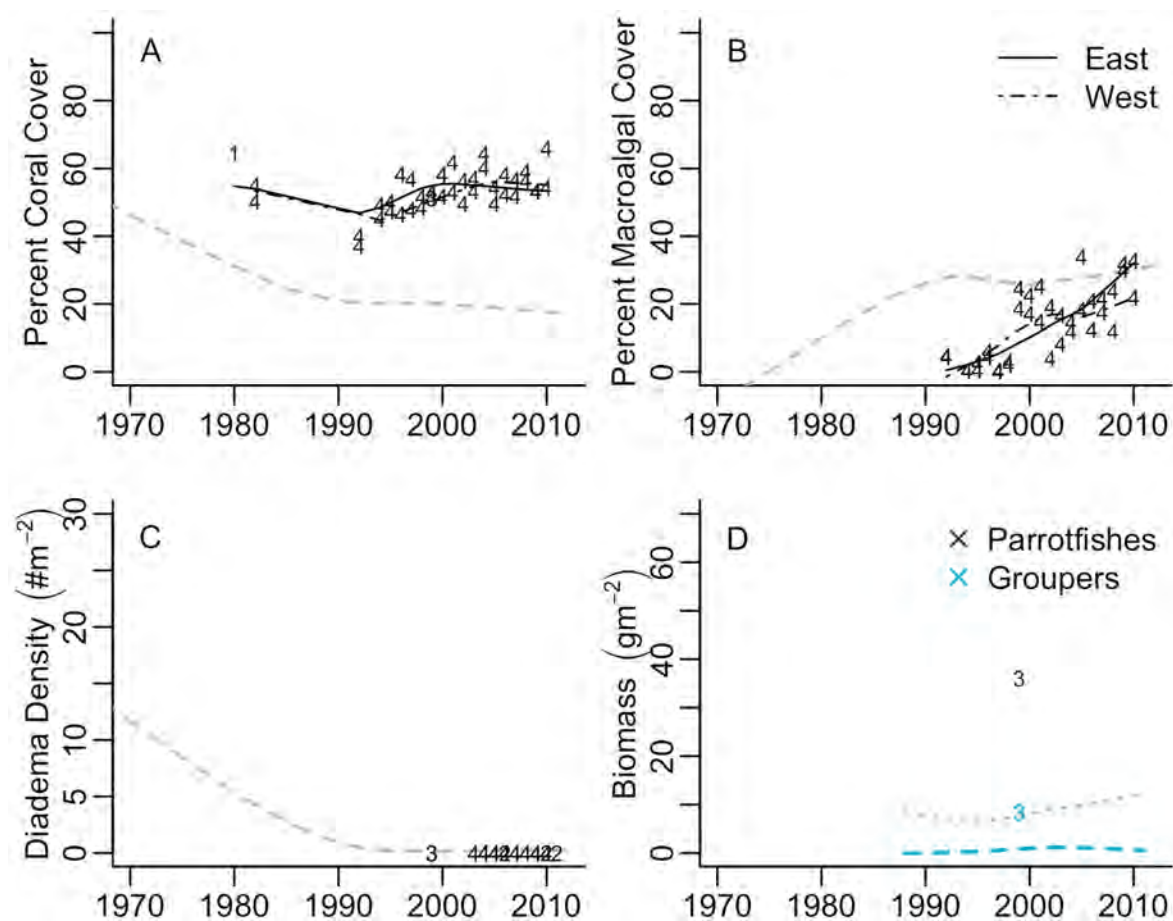 A
Percent Coral Cover
0 20 40 60 80
1970 1980 1990 2000 2010
B
East
West
Percent Macroalgal Cover
0 20 40 60 80
1970 1980 1990 2000 2010
C
Diadema Density (#m⁻²)
0 5 10 20 30
1970 1980 1990 2000 2010
D
Parrotfishes
Groupers
Biomass (gm⁻²)
0 20 40 60
3
3
1970 1980 1990 2000 2010